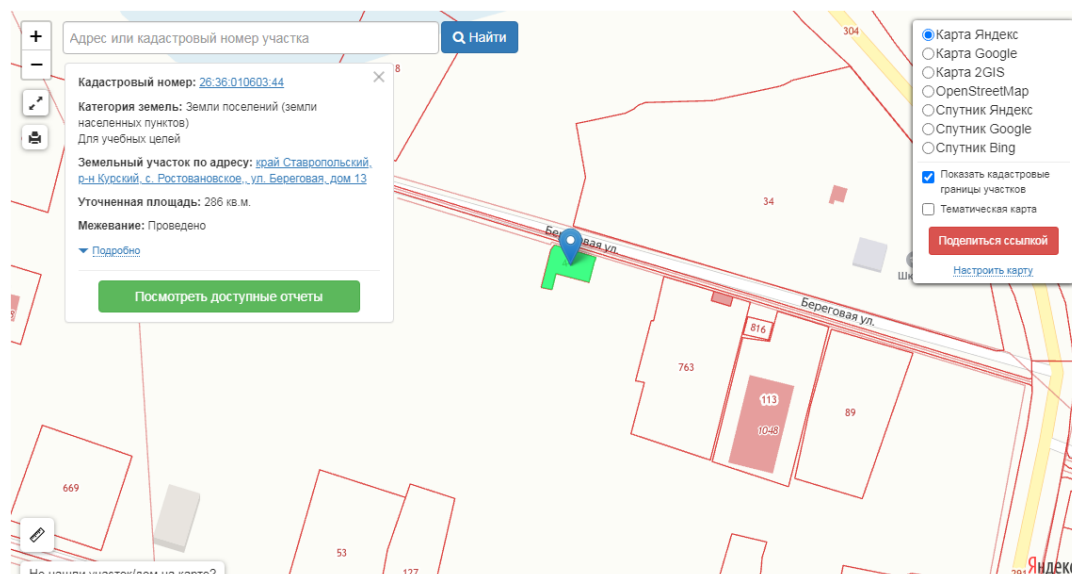 +
−
Адрес или кадастровый номер участка
Найти
Кадастровый номер: 26:36:010603:44
Категория земель: Земли поселений (земли
населенных пунктов)
Для учебных целей
Земельный участок по адресу: край Ставропольский,
р-н Курский, с. Ростовановское,, ул. Береговая, дом 13
Уточненная площадь: 286 кв.м.
Межевание: Проведено
Подробно
Посмотреть доступные отчеты
Карта Яндекс
Карта Google
Карта 2GIS
OpenStreetMap
Спутник Яндекс
Спутник Google
Спутник Bing
Показать кадастровые
границы участков
Тематическая карта
Поделиться ссылкой
Настроить карту
304
8
34
Береговая ул.
Шк
Береговая ул.
816
763
113
1048
89
669
53
127
291
Не нашли участок/дом на карте?
Яндекс